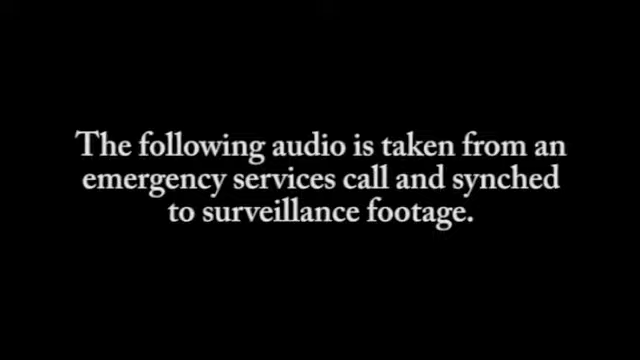 The following audio is taken from an
emergency services call and synched
to surveillance footage.